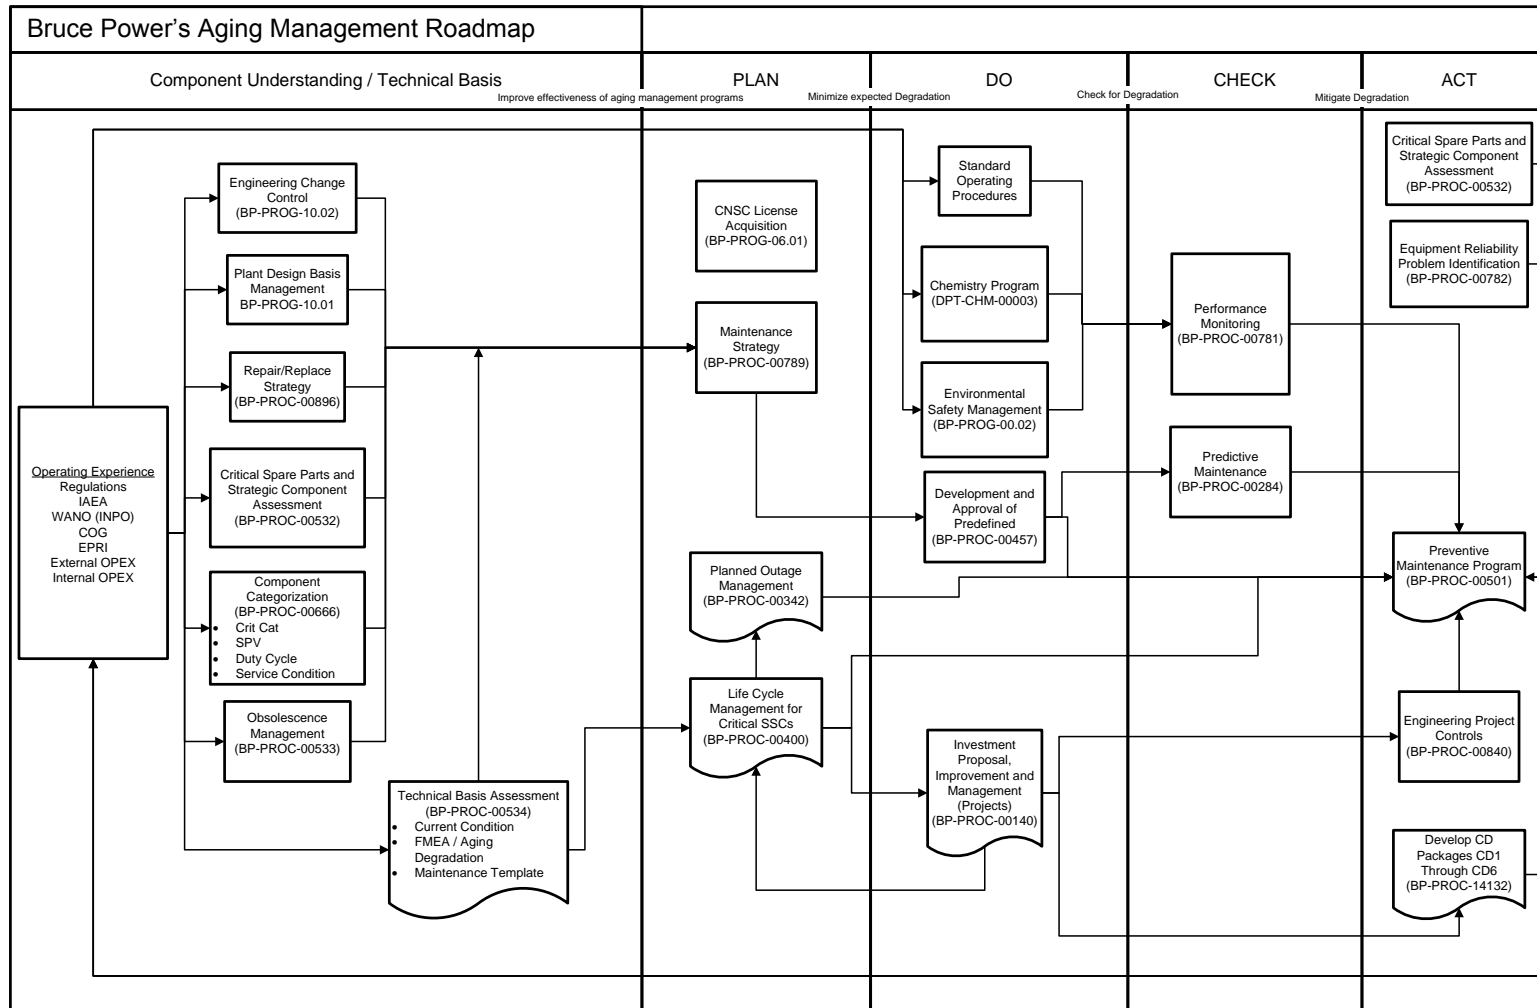 Bruce Power's Aging Management Roadmap
Component Understanding / Technical Basis
PLAN
DO
CHECK
ACT
Improve effectiveness of aging management programs
Minimize expected Degradation
Check for Degradation
Mitigate Degradation
Operating Experience
Regulations
IAEA
WANO (INPO)
COG
EPRI
External OPEX
Internal OPEX
Engineering Change
Control
(BP-PROG-10.02)
Plant Design Basis
Management
BP-PROG-10.01
Repair/Replace
Strategy
(BP-PROC-00896)
Critical Spare Parts and
Strategic Component
Assessment
(BP-PROC-00532)
Component
Categorization
(BP-PROC-00666)
• Crit Cat
• SPV
• Duty Cycle
• Service Condition
Obsolescence
Management
(BP-PROC-00533)
Technical Basis Assessment
(BP-PROC-00534)
• Current Condition
• FMEA / Aging
Degradation
• Maintenance Template
CNSC License
Acquisition
(BP-PROG-06.01)
Maintenance
Strategy
(BP-PROC-00789)
Planned Outage
Management
(BP-PROC-00342)
Life Cycle
Management for
Critical SSCs
(BP-PROC-00400)
Standard
Operating
Procedures
Chemistry Program
(DPT-CHM-00003)
Environmental
Safety Management
(BP-PROG-00.02)
Development and
Approval of
Predefined
(BP-PROC-00457)
Investment
Proposal,
Improvement and
Management
(Projects)
(BP-PROC-00140)
Performance
Monitoring
(BP-PROC-00781)
Predictive
Maintenance
(BP-PROC-00284)
Critical Spare Parts and
Strategic Component
Assessment
(BP-PROC-00532)
Equipment Reliability
Problem Identification
(BP-PROC-00782)
Preventive
Maintenance Program
(BP-PROC-00501)
Engineering Project
Controls
(BP-PROC-00840)
Develop CD
Packages CD1
Through CD6
(BP-PROC-14132)